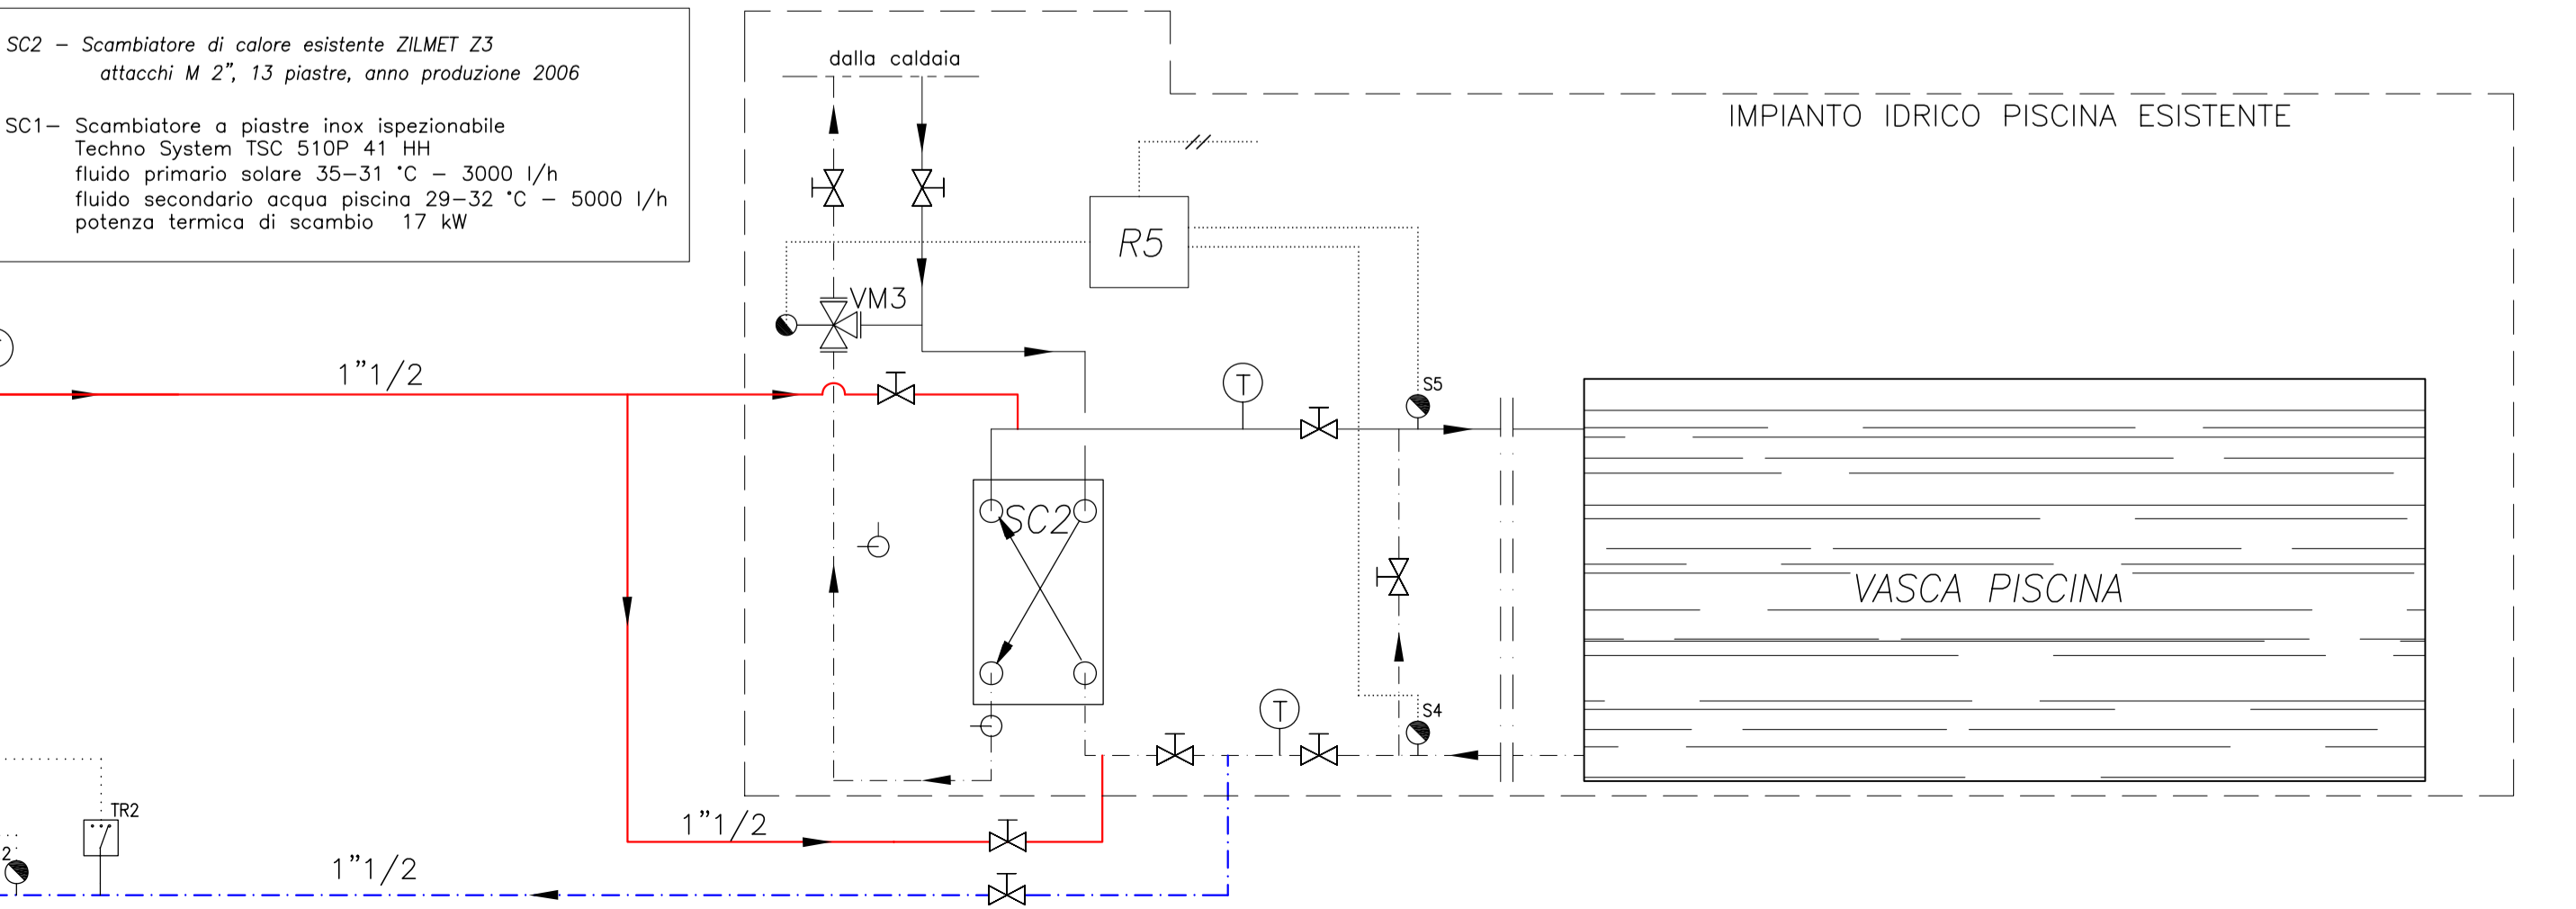 SC2 – Scambiatore di calore esistente ZILMET Z3
attacchi M 2", 13 piastre, anno produzione 2006
SC1– Scambiatore a piastre inox ispezionabile
Techno System TSC 510P 41 HH
fluido primario solare 35–31 °C – 3000 l/h
fluido secondario acqua piscina 29–32 °C – 5000 l/h
potenza termica di scambio 17 kW
dalla caldaia
IMPIANTO IDRICO PISCINA ESISTENTE
R5
VM3
1"1/2
T
S5
SC2
VASCA PISCINA
T
S4
TR2
1"1/2
2
1"1/2